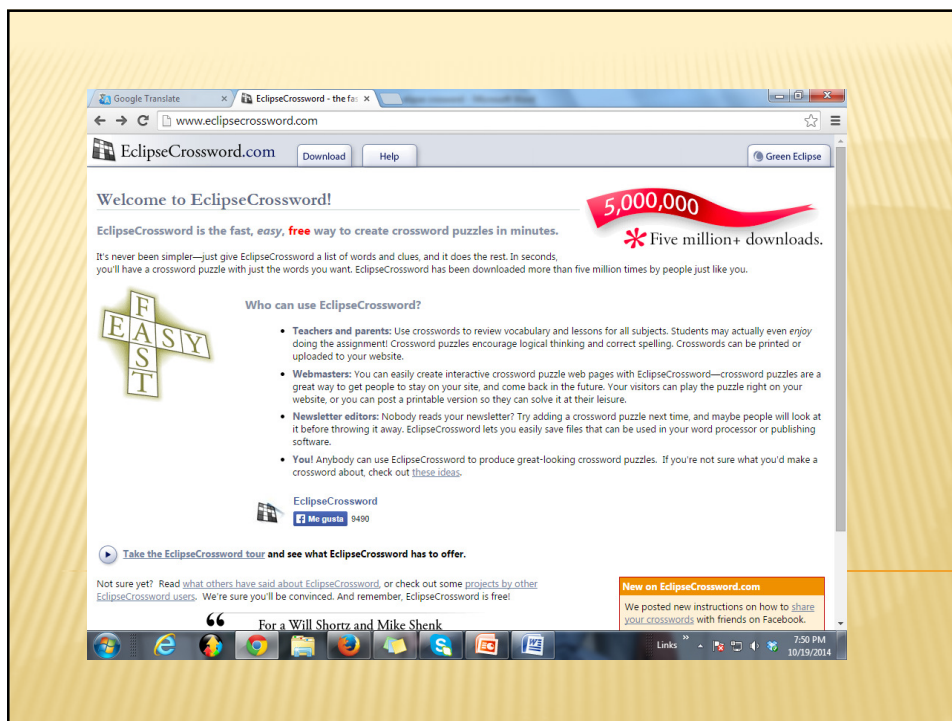 Google Translate
EclipseCrossword - the fa
www.eclipsecrossword.com
EclipseCrossword.com
Download
Help
Green Eclipse
Welcome to EclipseCrossword!
5,000,000
Five million+ downloads.
EclipseCrossword is the fast, easy, free way to create crossword puzzles in minutes.
It's never been simpler—just give EclipseCrossword a list of words and clues, and it does the rest. In seconds,
you'll have a crossword puzzle with just the words you want. EclipseCrossword has been downloaded more than five million times by people just like you.
FAST
EASY
Who can use EclipseCrossword?
• Teachers and parents: Use crosswords to review vocabulary and lessons for all subjects. Students may actually even enjoy
doing the assignment! Crossword puzzles encourage logical thinking and correct spelling. Crosswords can be printed or
uploaded to your website.
• Webmasters: You can easily create interactive crossword puzzle web pages with EclipseCrossword—crossword puzzles are a
great way to get people to stay on your site, and come back in the future. Your visitors can play the puzzle right on your
website, or you can post a printable version so they can solve it at their leisure.
• Newsletter editors: Nobody reads your newsletter? Try adding a crossword puzzle next time, and maybe people will look at
it before throwing it away. EclipseCrossword lets you easily save files that can be used in your word processor or publishing
software.
• You! Anybody can use EclipseCrossword to produce great-looking crossword puzzles. If you're not sure what you'd make a
crossword about, check out these ideas.
EclipseCrossword
Me gusta 9490
Take the EclipseCrossword tour and see what EclipseCrossword has to offer.
Not sure yet? Read what others have said about EclipseCrossword, or check out some projects by other
EclipseCrossword users. We're sure you'll be convinced. And remember, EclipseCrossword is free!
New on EclipseCrossword.com
We posted new instructions on how to share
your crosswords with friends on Facebook.
“ For a Will Shortz and Mike Shenk
Links
7:50 PM
10/19/2014